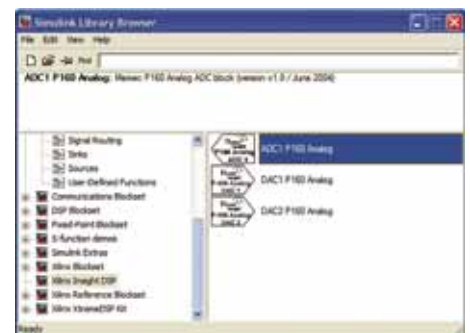 Simulink Library Browser
File Edit View Help
Find
ADC1 P160 Analog: Memec P160 Analog ADC block (version v1.0 / June 2004)
Signal Routing
Sinks
Sources
User-Defined Functions
Communications Blockset
DSP Blockset
Fixed-Point Blockset
S-function demos
Simulink Extras
Xilinx Blockset
Xilinx Insight DSP
Xilinx Reference Blockset
Xilinx XtremeDSP Kit
ADC1 P160 Analog
DAC1 P160 Analog
DAC2 P160 Analog
Ready